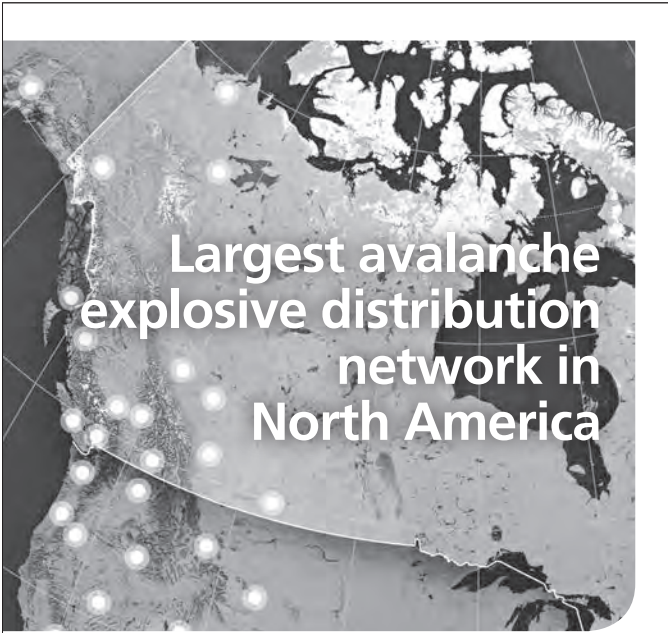 Largest avalanche
explosive distribution
network in
North America